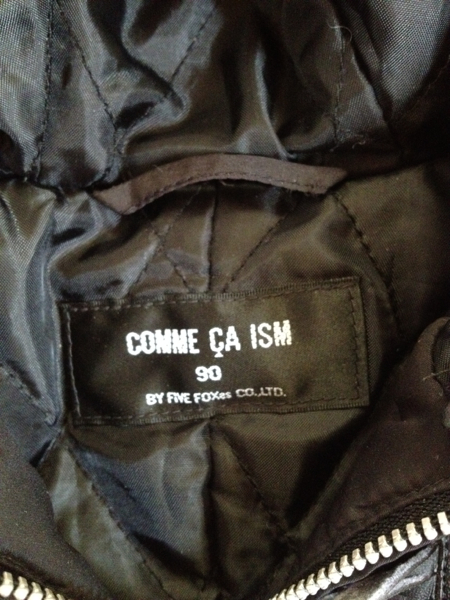 COMME ÇA ISM
90
BY FIVE FOXes CO.,LTD.